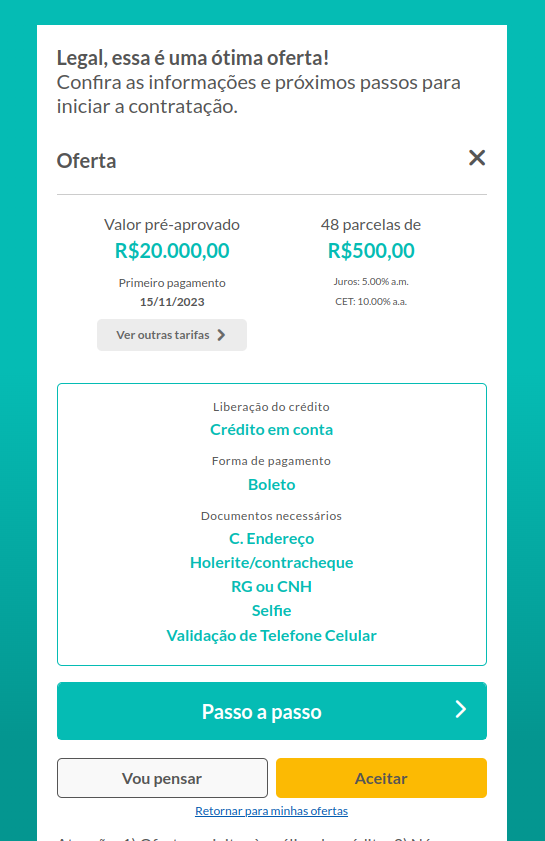 Legal, essa é uma ótima oferta!
Confira as informações e próximos passos para
iniciar a contratação.
Oferta
Valor pré-aprovado
R$20.000,00
Primeiro pagamento
15/11/2023
Ver outras tarifas
48 parcelas de
R$500,00
Juros: 5.00% a.m.
CET: 10.00% a.a.
Liberação do crédito
Crédito em conta
Forma de pagamento
Boleto
Documentos necessários
C. Endereço
Holerite/contracheque
RG ou CNH
Selfie
Validação de Telefone Celular
Passo a passo
Vou pensar
Aceitar
Retornar para minhas ofertas